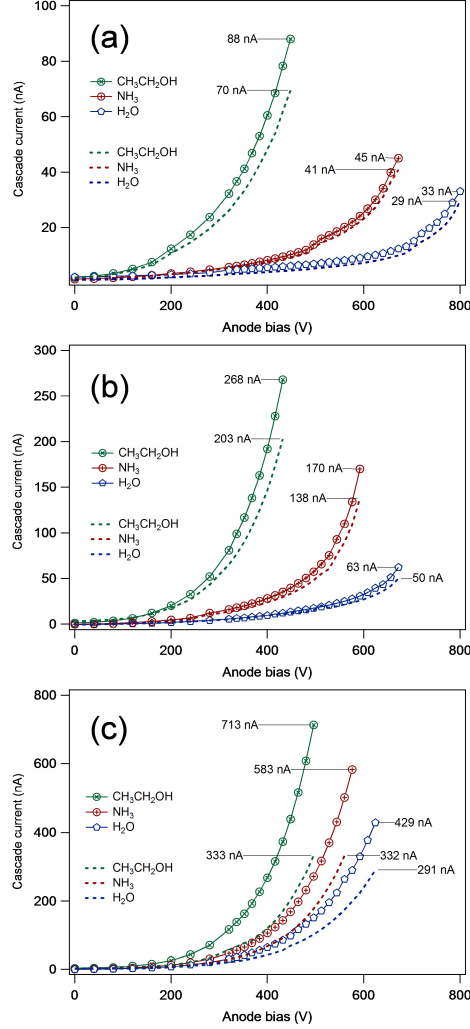 100
(a)
88 nA
80
CH₃CH₂OH
NH₃
H₂O
70 nA
60
CH₃CH₂OH
NH₃
H₂O
45 nA
41 nA
40
33 nA
29 nA
20
Cascade current (nA)
0
200
400
600
800
Anode bias (V)
300
(b)
268 nA
250
203 nA
200
CH₃CH₂OH
NH₃
H₂O
170 nA
150
138 nA
CH₃CH₂OH
NH₃
H₂O
100
63 nA
50 nA
50
0
Cascade current (nA)
0
200
400
600
800
Anode bias (V)
800
(c)
713 nA
600
583 nA
CH₃CH₂OH
NH₃
H₂O
429 nA
400
333 nA
332 nA
CH₃CH₂OH
NH₃
H₂O
291 nA
200
0
Cascade current (nA)
0
200
400
600
800
Anode bias (V)